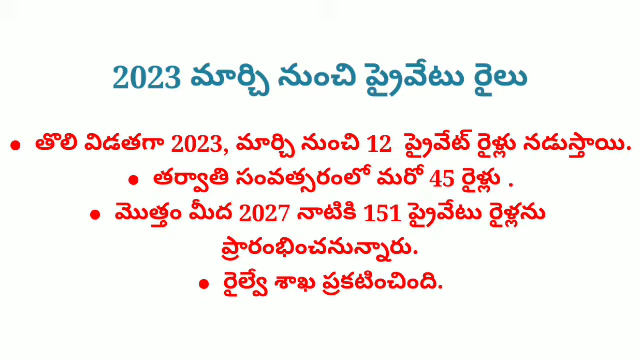 2023 మార్చి నుంచి ప్రైవేటు రైలు
• తొలి విడతగా 2023, మార్చి నుంచి 12 ప్రైవేట్ రైళ్లు నడుస్తాయి.
• తర్వాతి సంవత్సరంలో మరో 45 రైళ్లు .
• మొత్తం మీద 2027 నాటికి 151 ప్రైవేటు రైళ్లను
ప్రారంభించనున్నారు.
• రైల్వే శాఖ ప్రకటించింది.